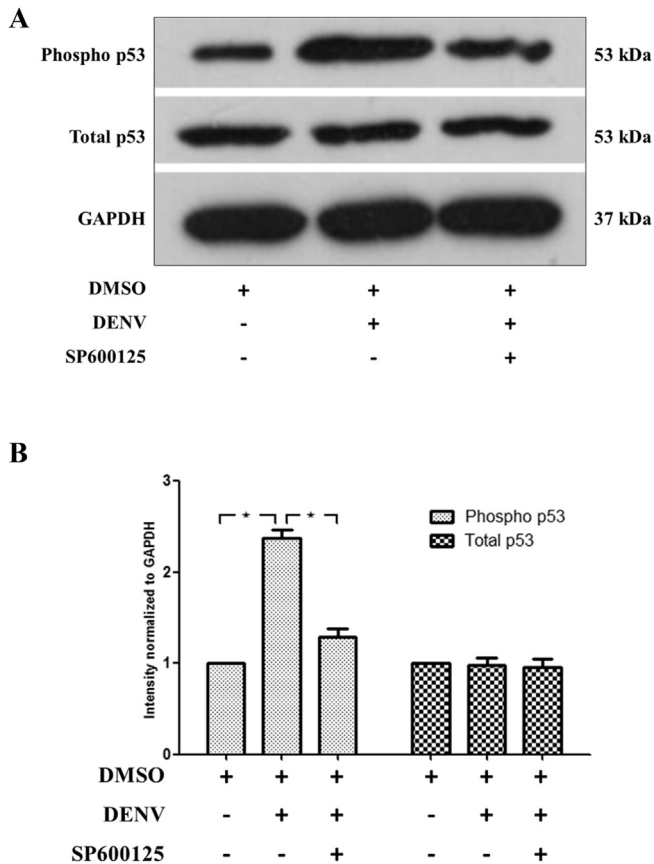 A
Phospho p53 53 kDa
Total p53 53 kDa
GAPDH 37 kDa
DMSO + + +
DENV - + +
SP600125 - - +
B
Intensity normalized to GAPDH
3
2
1
0
* *
Phospho p53
Total p53
DMSO + + + + + +
DENV - + + - + +
SP600125 - - + - - +